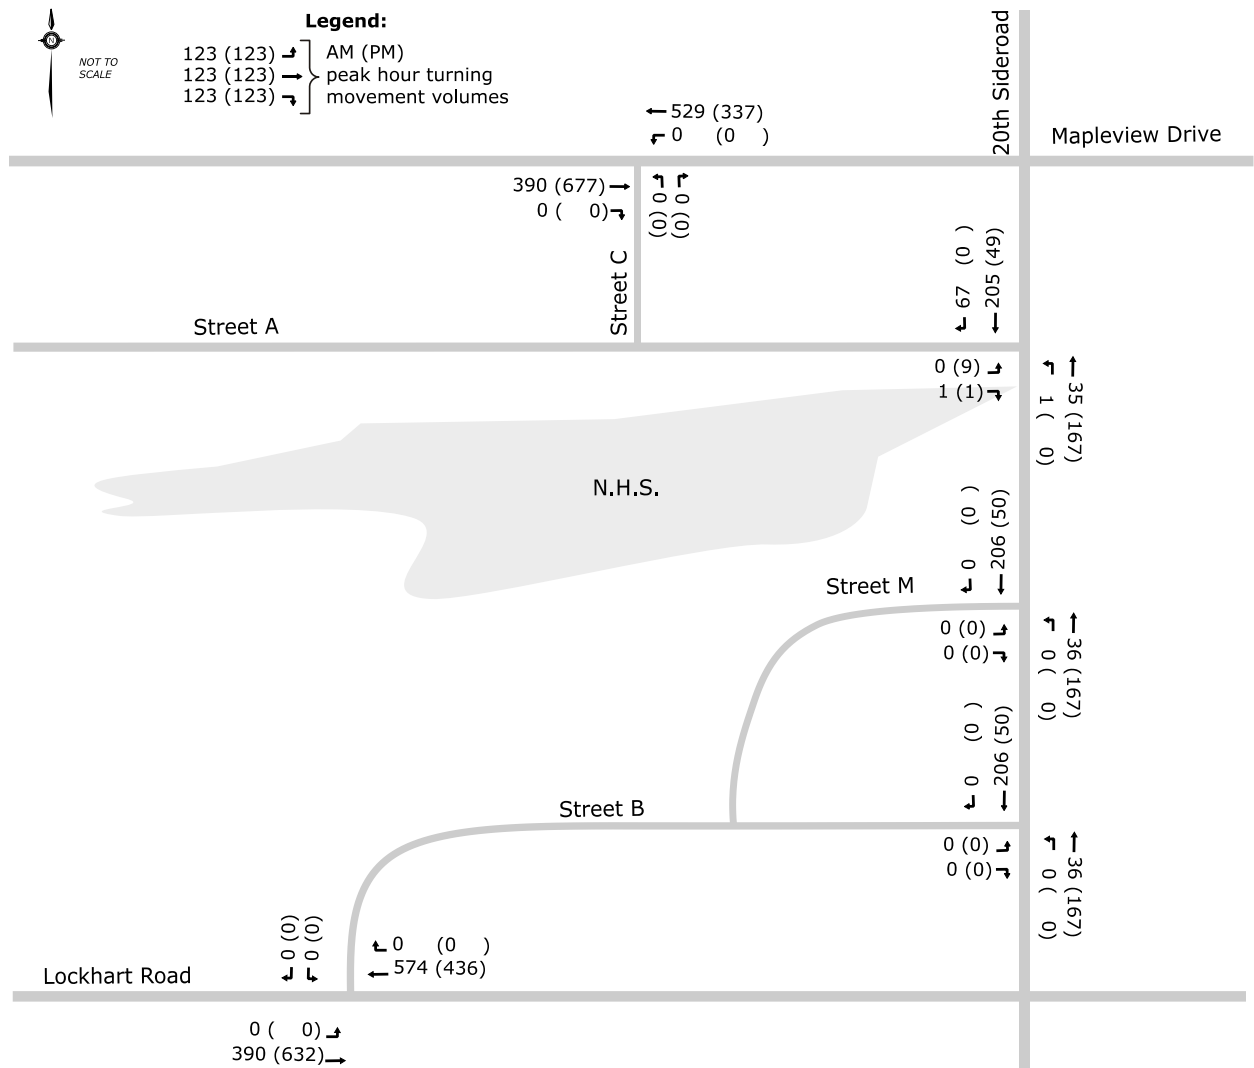 Legend:
N
NOT TO
SCALE
123 (123)
123 (123)
123 (123)
AM (PM)
peak hour turning
movement volumes
20th Sideroad
Mapleview Drive
529 (337)
0 (0 )
390 (677)
0 ( 0)
0 (0)
0 (0)
Street C
67 (0 )
205 (49)
Street A
0 (9)
1 (1)
1 ( 0)
35 (167)
N.H.S.
0 (0 )
206 (50)
Street M
0 (0)
0 (0)
0 ( 0)
36 (167)
0 (0 )
206 (50)
Street B
0 (0)
0 (0)
0 ( 0)
36 (167)
0 (0)
0 (0)
0 (0 )
574 (436)
Lockhart Road
0 ( 0)
390 (632)